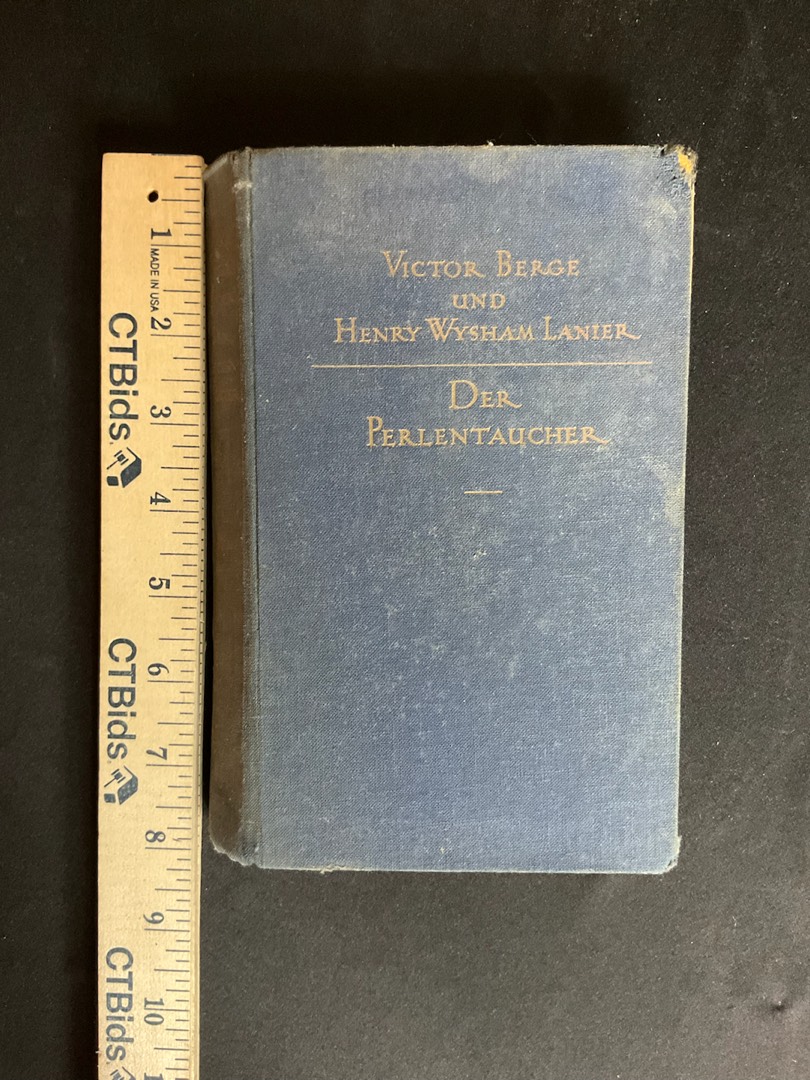 VICTOR BERGE
UND
HENRY WYSHAM LANIER
DER
PERLENTAUCHER
1
MADE IN USA
2
3
4
5
6
7
8
9
10
CTBids
CTBids
CTBids